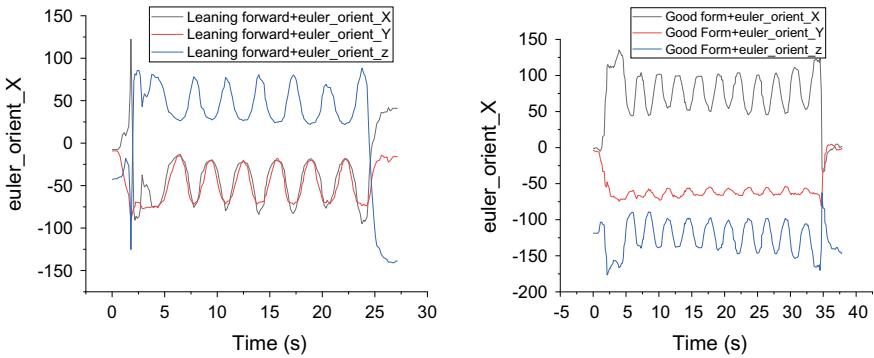 Leaning forward+euler_orient_X
Leaning forward+euler_orient_Y
Leaning forward+euler_orient_z
euler_orient_X
150
100
50
0
-50
-100
-150
0 5 10 15 20 25 30
Time (s)
Good form+euler_orient_X
Good Form+euler_orient_Y
Good Form+euler_orient_z
euler_orient_X
150
100
50
0
-50
-100
-150
-200
-5 0 5 10 15 20 25 30 35 40
Time (s)